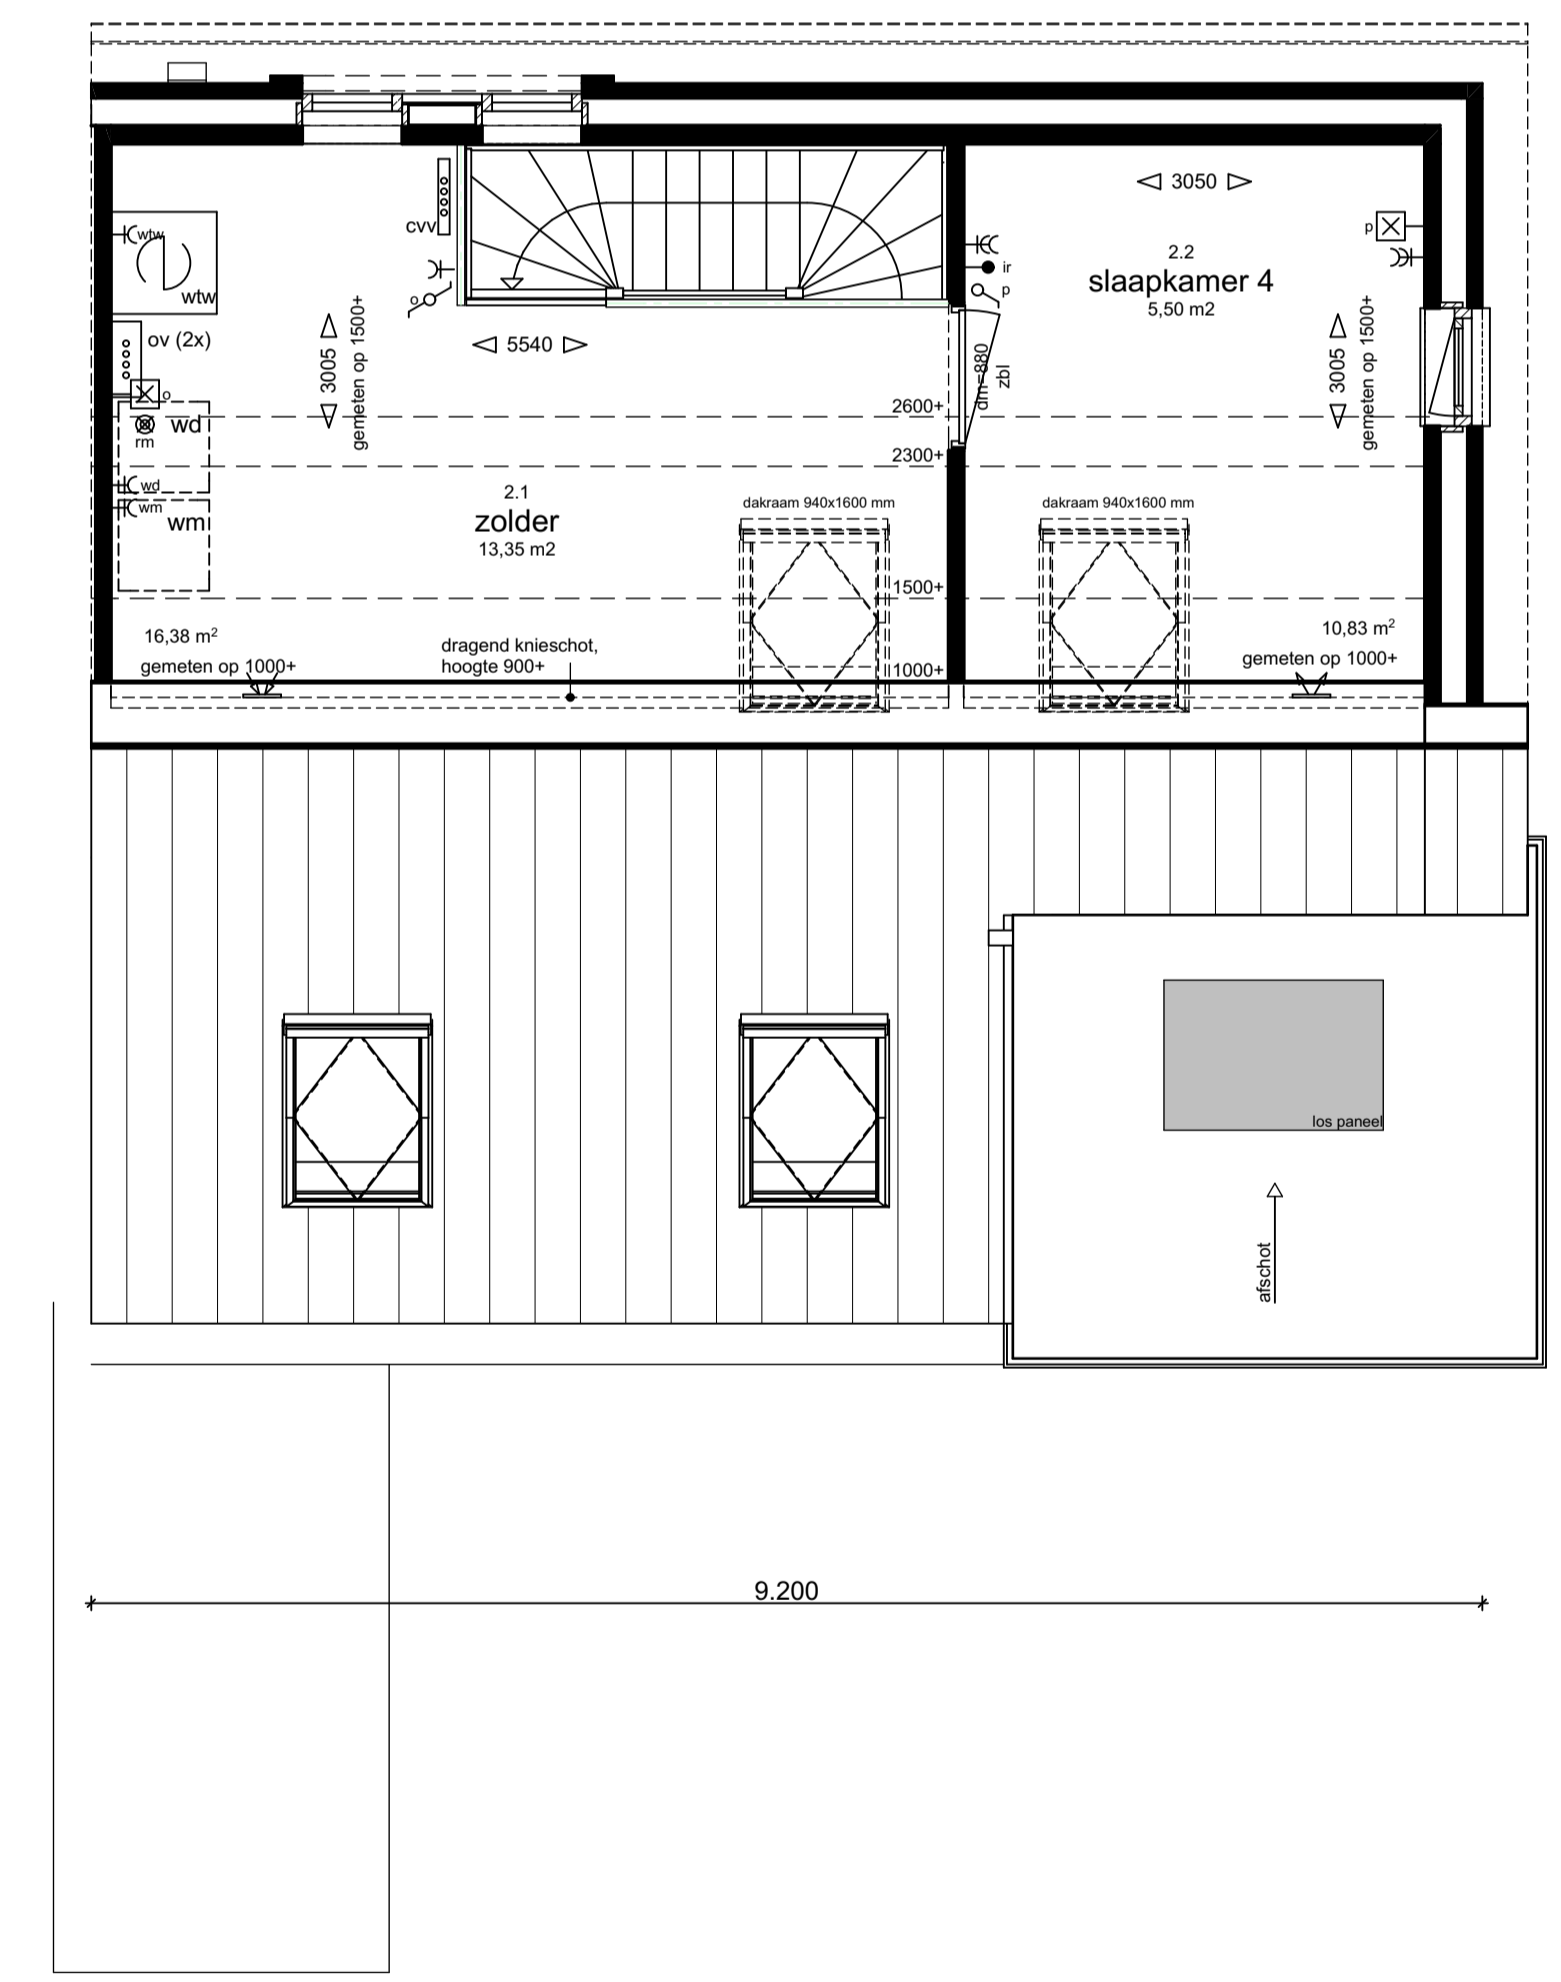 3050
wtw
cvv
p
2.2
slaapkamer 4
5,50 m2
ir
p
wtw
o
ov (2x)
3005
gemeten op 1500+
5540
dm=880
zbl
3005
gemeten op 1500+
o
2600+
wd
rm
2300+
wd
wm
wm
2.1
zolder
13,35 m2
dakraam 940x1600 mm
dakraam 940x1600 mm
1500+
16,38 m²
gemeten op 1000+
dragend knieschot,
hoogte 900+
1000+
10,83 m²
gemeten op 1000+
los paneel
afschot
9.200